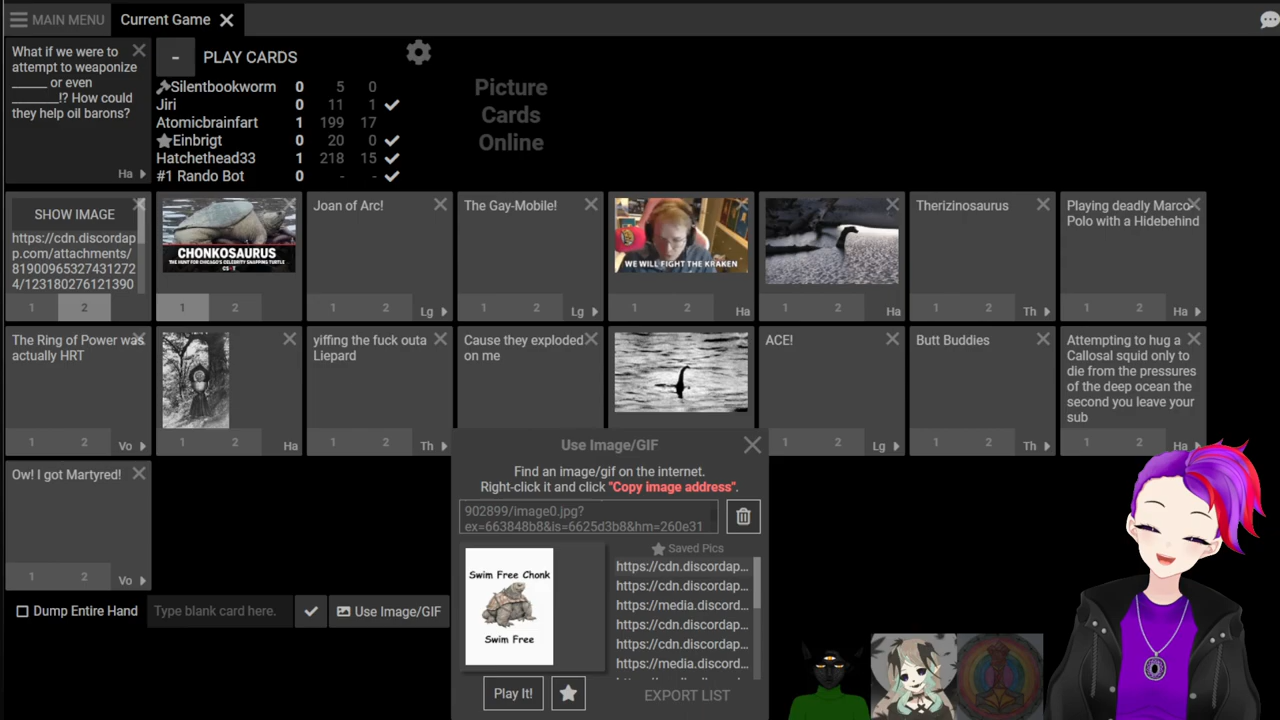 MAIN MENU
Current Game
What if we were to
attempt to weaponize
______ or even
________!? How could
they help oil barons?
Ha
-
PLAY CARDS
Silentbookworm 0 5 0
Jiri 0 11 1
Atomicbrainfart 1 199 17
Einbrigt 0 20 0
Hatchethead33 1 218 15
#1 Rando Bot 0 - -
Picture
Cards
Online
SHOW IMAGE
https://cdn.discordap
p.com/attachments/
81900965327431272
4/123180276121390
1 2
CHONKOSAURUS
THE HUNT FOR CHICAGO'S CELEBRITY SNAPPING TURTLE
1 2
Joan of Arc!
1 2 Lg
The Gay-Mobile!
1 2 Lg
WE WILL FIGHT THE KRAKEN
1 2 Ha
1 2 Ha
Therizinosaurus
1 2 Th
Playing deadly Marco
Polo with a Hidebehind
1 2 Ha
The Ring of Power was
actually HRT
1 2 Vo
1 2 Ha
yiffing the fuck outa
Liepard
1 2 Th
Cause they exploded
on me
ACE!
1 2 Lg
Butt Buddies
1 2 Th
Attempting to hug a
Callosal squid only to
die from the pressures
of the deep ocean the
second you leave your
sub
1 2 Ha
Ow! I got Martyred!
1 2 Vo
Dump Entire Hand
Type blank card here.
Use Image/GIF
Use Image/GIF
Find an image/gif on the internet.
Right-click it and click "Copy image address".
902899/image0.jpg?
ex=663848b8&is=6625d3b8&hm=260e31
Swim Free Chonk
Swim Free
Saved Pics
https://cdn.discordap...
https://cdn.discordap...
https://media.discord...
https://cdn.discordap...
https://cdn.discordap...
https://media.discord...
Play It!
EXPORT LIST